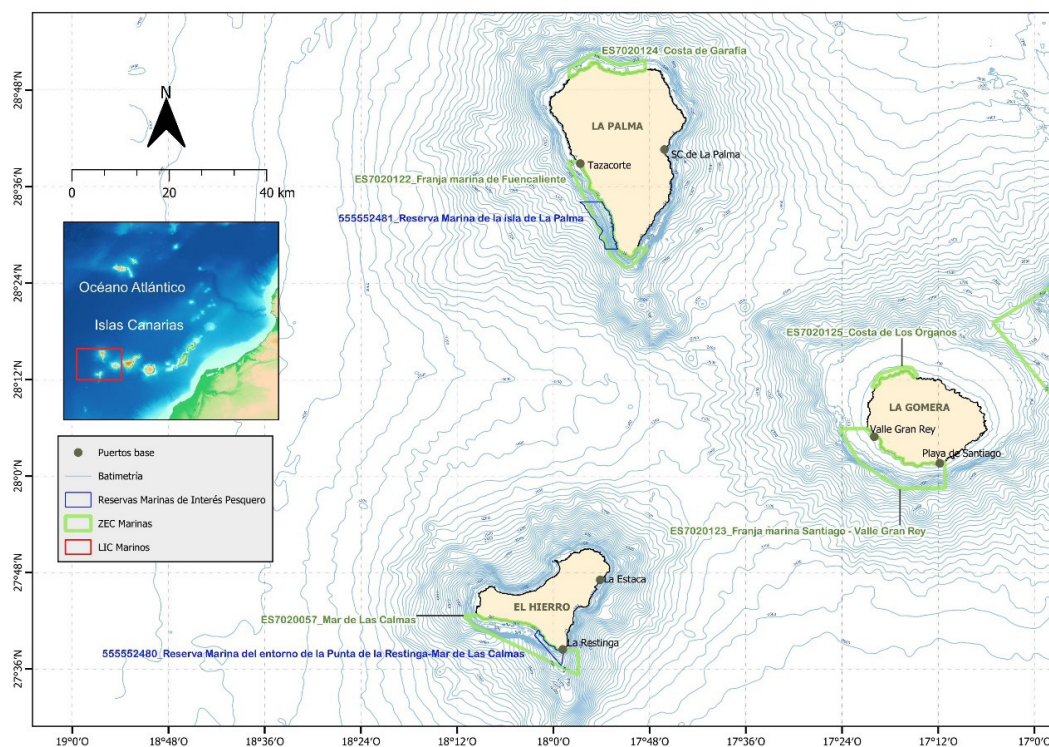 ES7020124_Costa de Garafía
28°48'N
N
LA PALMA
SC de La Palma
Tazacorte
0 20 40 km
28°36'N
ES7020122_Franja marina de Fuencaliente
555552481_Reserva Marina de la isla de La Palma
28°24'N
Océano Atlántico
Islas Canarias
ES7020125_Costa de Los Órganos
28°12'N
LA GOMERA
Valle Gran Rey
Playa de Santiago
Puertos base
Batimetría
Reservas Marinas de Interés Pesquero
ZEC Marinas
LIC Marinos
28°0'N
ES7020123_Franja marina Santiago - Valle Gran Rey
27°48'N
La Estaca
EL HIERRO
ES7020057_Mar de Las Calmas
La Restinga
555552480_Reserva Marina del entorno de la Punta de la Restinga-Mar de Las Calmas
27°36'N
19°0'O 18°48'O 18°36'O 18°24'O 18°12'O 18°0'O 17°48'O 17°36'O 17°24'O 17°12'O 17°0'O